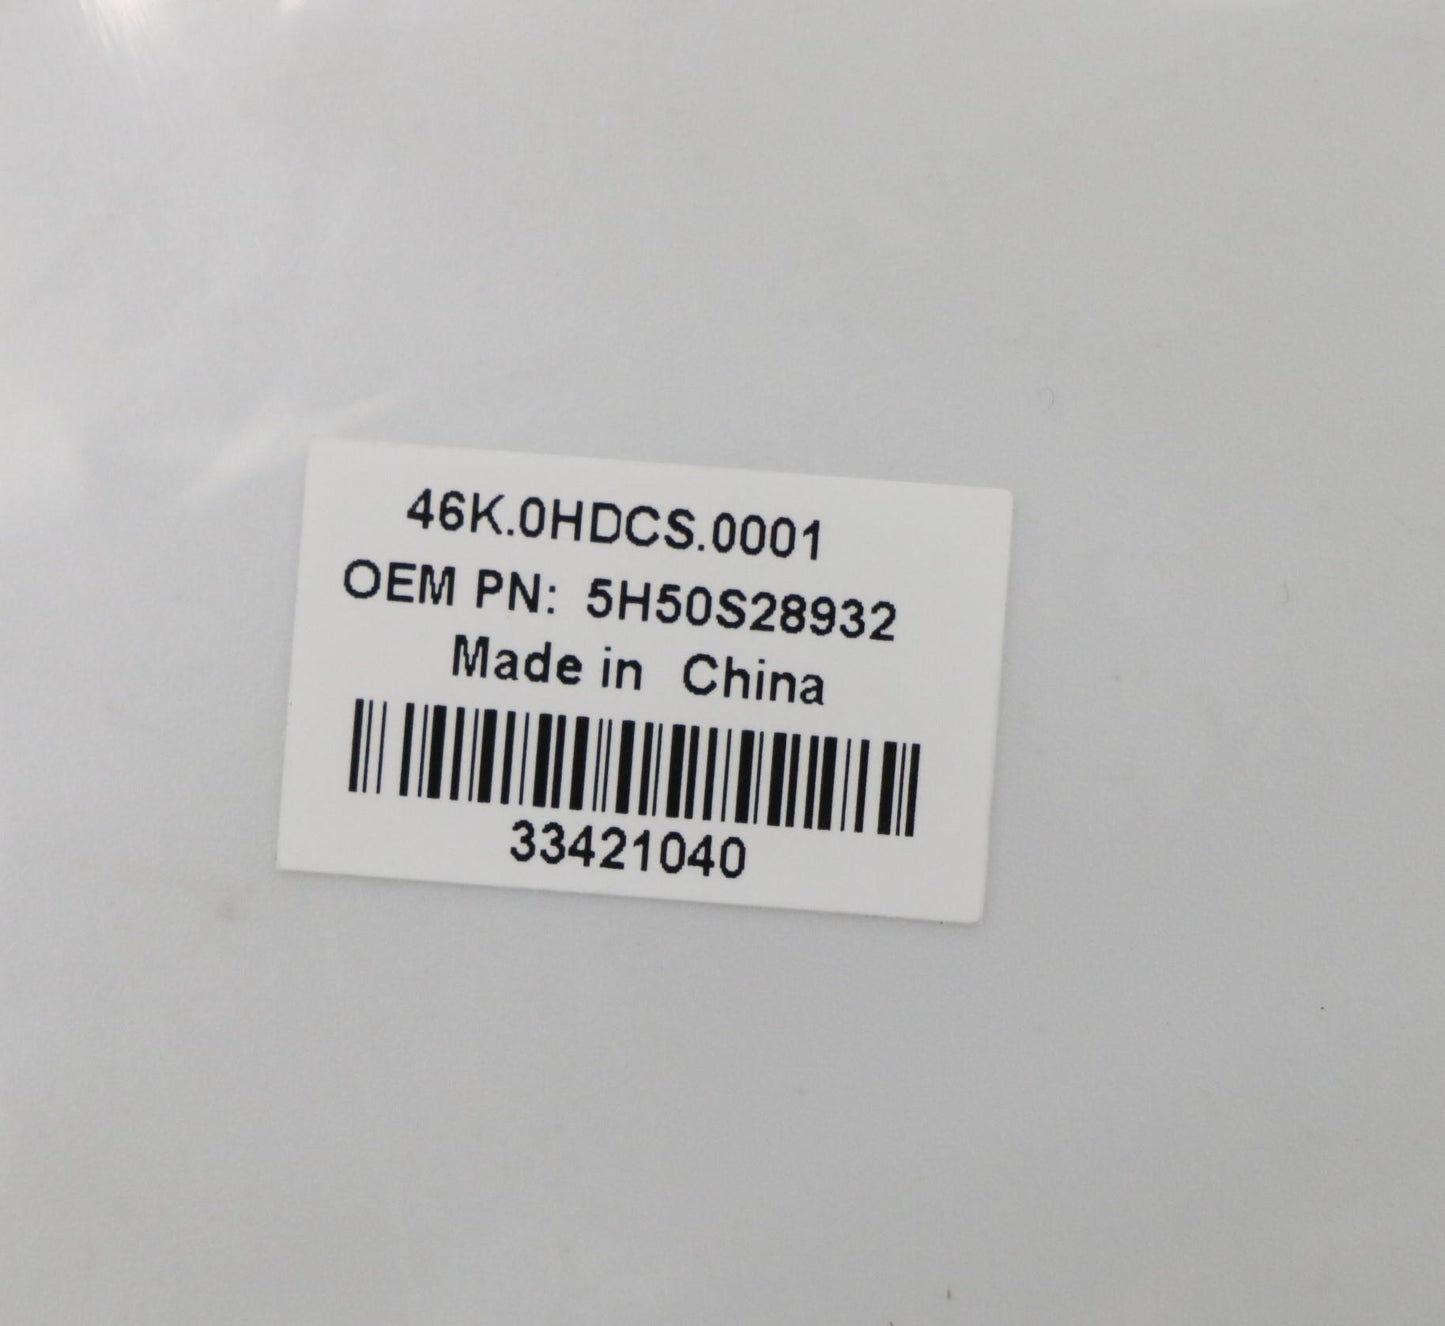 46K.0HDCS.0001
OEM PN: 5H50S28932
Made in China
33421040